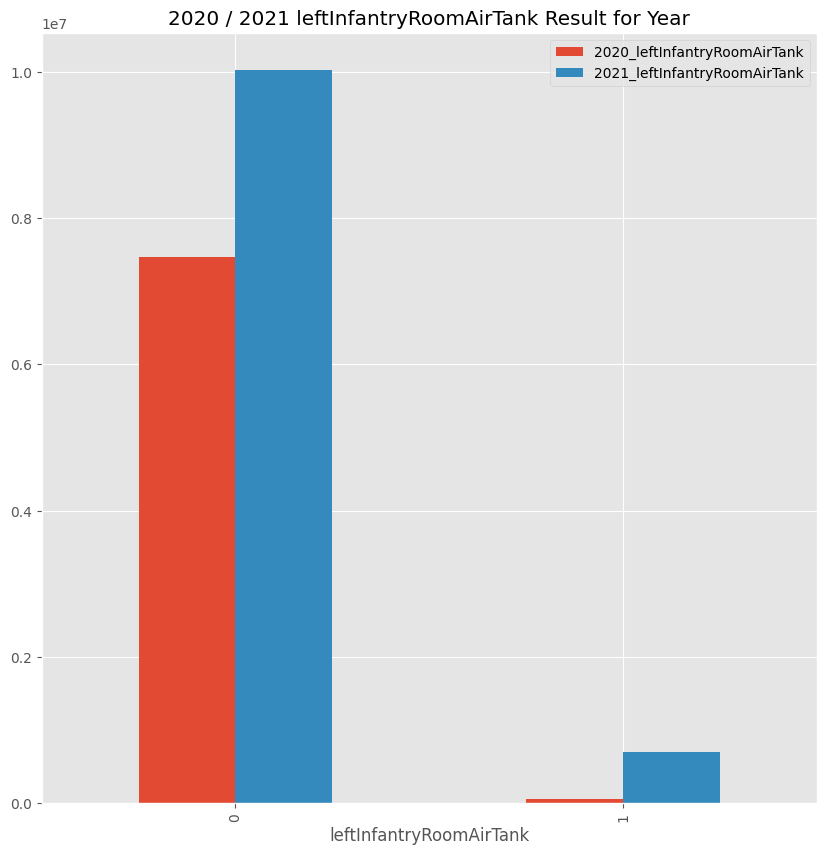 2020 / 2021 leftInfantryRoomAirTank Result for Year
1e7
2020_leftInfantryRoomAirTank
2021_leftInfantryRoomAirTank
1.0
0.8
0.6
0.4
0.2
0.0
0
1
leftInfantryRoomAirTank